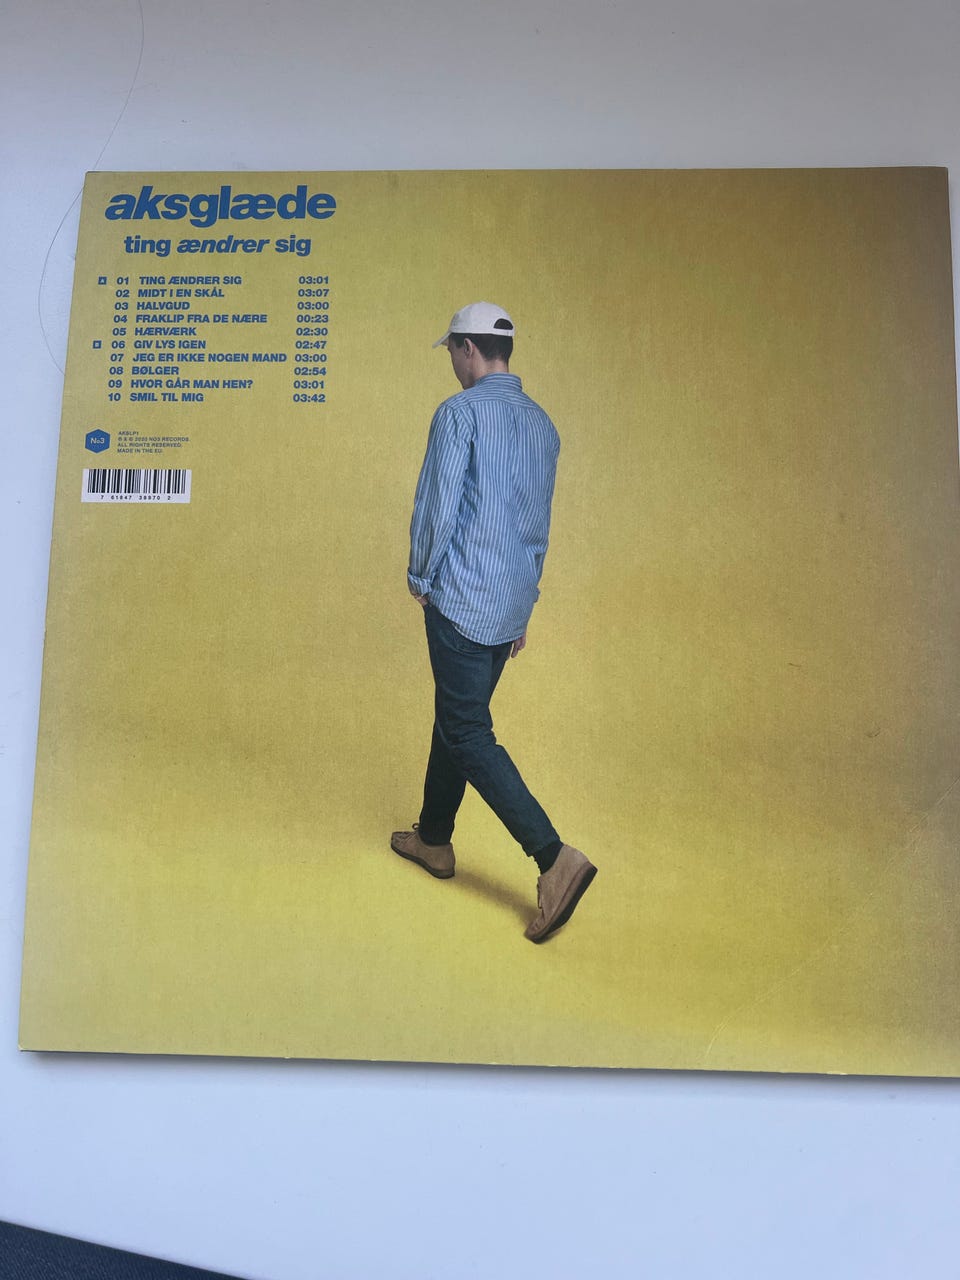 aksglæde
ting ændrer sig
A 01 TING ÆNDRER SIG 03:01
02 MIDT I EN SKÅL 03:07
03 HALVGUD 03:00
04 FRAKLIP FRA DE NÆRE 00:23
05 HÆRVÆRK 02:30
B 06 GIV LYS IGEN 02:47
07 JEG ER IKKE NOGEN MAND 03:00
08 BØLGER 02:54
09 HVOR GÅR MAN HEN? 03:01
10 SMIL TIL MIG 03:42
No3
AKSLP1
℗ & © 2020 NO3 RECORDS.
ALL RIGHTS RESERVED.
MADE IN THE EU.